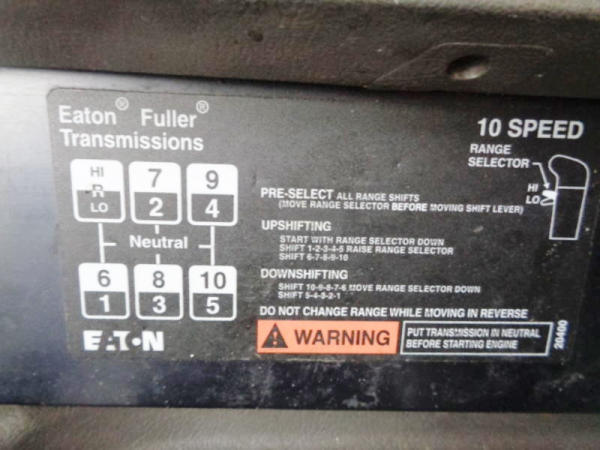 Eaton® Fuller®
Transmissions
10 SPEED
RANGE
SELECTOR
HI
LO
HI
R
LO
7
2
9
4
Neutral
6
1
8
3
10
5
PRE-SELECT ALL RANGE SHIFTS
(MOVE RANGE SELECTOR BEFORE MOVING SHIFT LEVER)
UPSHIFTING
START WITH RANGE SELECTOR DOWN
SHIFT 1-2-3-4-5 RAISE RANGE SELECTOR
SHIFT 6-7-8-9-10
DOWNSHIFTING
SHIFT 10-9-8-7-6 MOVE RANGE SELECTOR DOWN
SHIFT 5-4-3-2-1
DO NOT CHANGE RANGE WHILE MOVING IN REVERSE
EATON
WARNING
PUT TRANSMISSION IN NEUTRAL
BEFORE STARTING ENGINE
20400